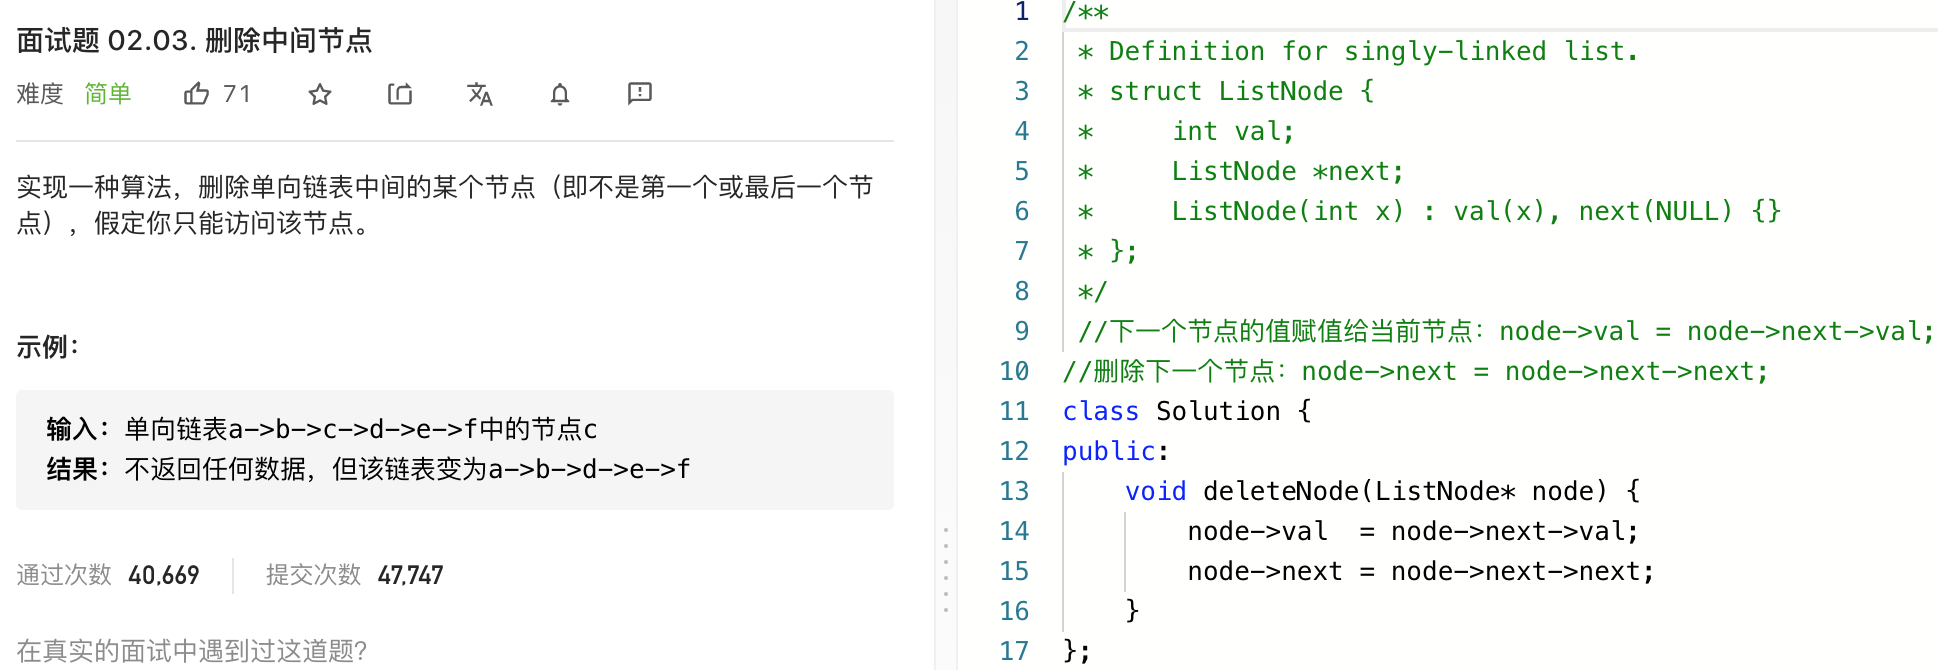 面试题 02.03. 删除中间节点
难度 简单 71
实现一种算法，删除单向链表中间的某个节点（即不是第一个或最后一个节
点），假定你只能访问该节点。
示例：
输入：单向链表a->b->c->d->e->f中的节点c
结果：不返回任何数据，但该链表变为a->b->d->e->f
通过次数 40,669 提交次数 47,747
在真实的面试中遇到过这道题?
1 /**
2  * Definition for singly-linked list.
3  * struct ListNode {
4  *     int val;
5  *     ListNode *next;
6  *     ListNode(int x) : val(x), next(NULL) {}
7  * };
8  */
9  //下一个节点的值赋值给当前节点：node->val = node->next->val;
10 //删除下一个节点：node->next = node->next->next;
11 class Solution {
12 public:
13     void deleteNode(ListNode* node) {
14         node->val  = node->next->val;
15         node->next = node->next->next;
16     }
17 };